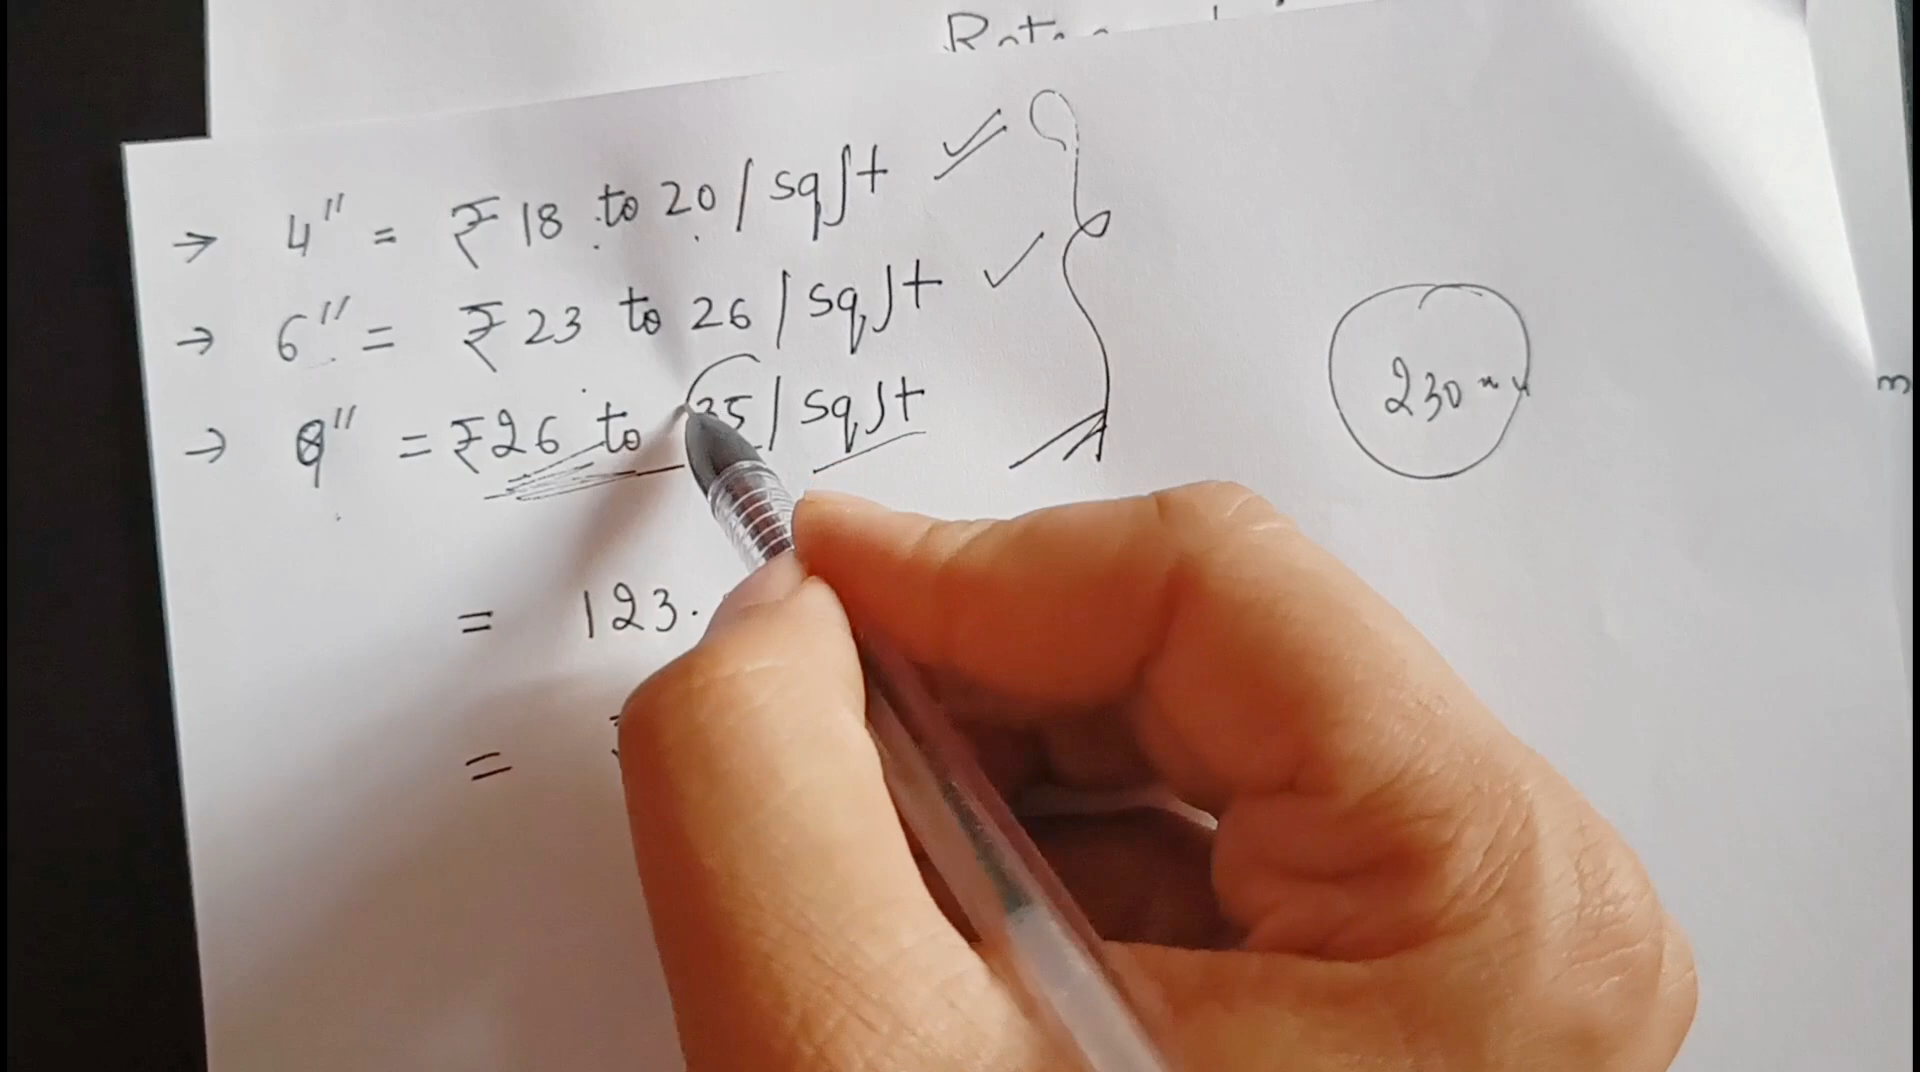 → 4" = ₹18 to 20/sqft
→ 6" = ₹23 to 26/sqft
→ 9" = ₹26 to 35/sqft
230
= 123.
=